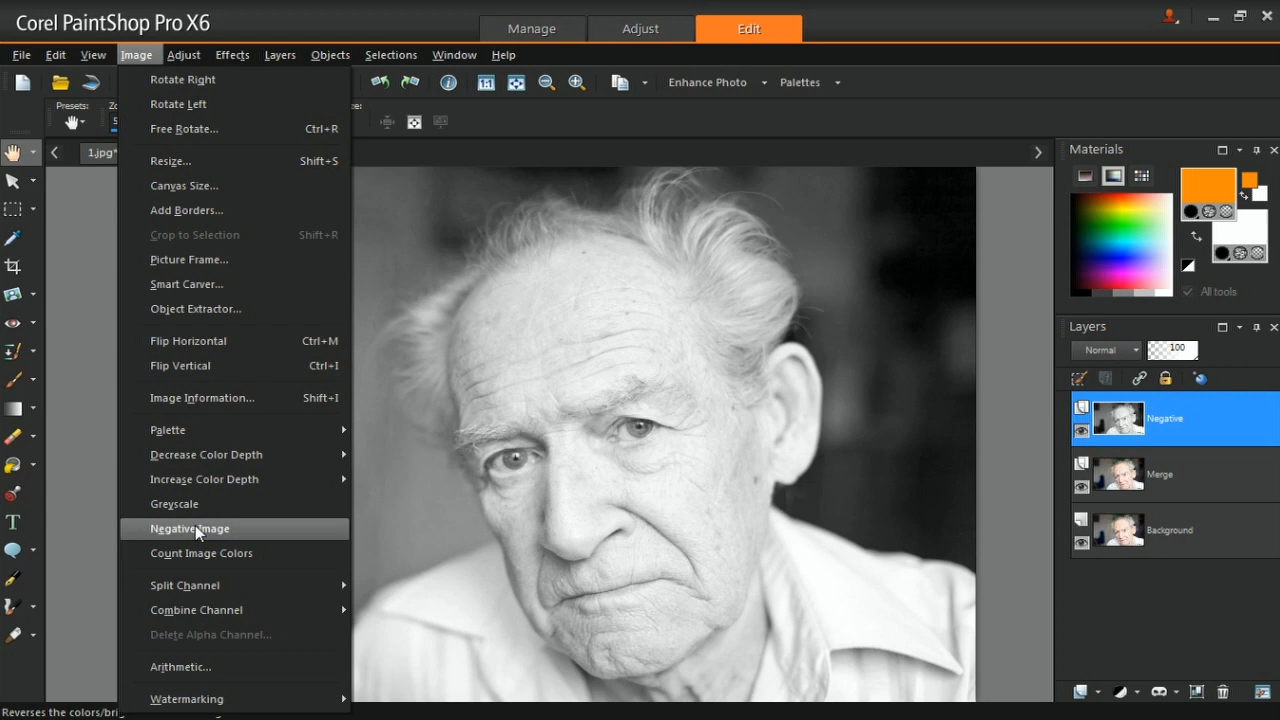 Corel PaintShop Pro X6
Manage
Adjust
Edit
File Edit View Image Adjust Effects Layers Objects Selections Window Help
Enhance Photo
Palettes
Presets:
1.jpg*
Rotate Right
Rotate Left
Free Rotate... Ctrl+R
Resize... Shift+S
Canvas Size...
Add Borders...
Crop to Selection Shift+R
Picture Frame...
Smart Carver...
Object Extractor...
Flip Horizontal Ctrl+M
Flip Vertical Ctrl+I
Image Information... Shift+I
Palette
Decrease Color Depth
Increase Color Depth
Greyscale
Negative Image
Count Image Colors
Split Channel
Combine Channel
Delete Alpha Channel...
Arithmetic...
Watermarking
Materials
All tools
Layers
Normal
100
Negative
Merge
Background
Reverses the colors/bri